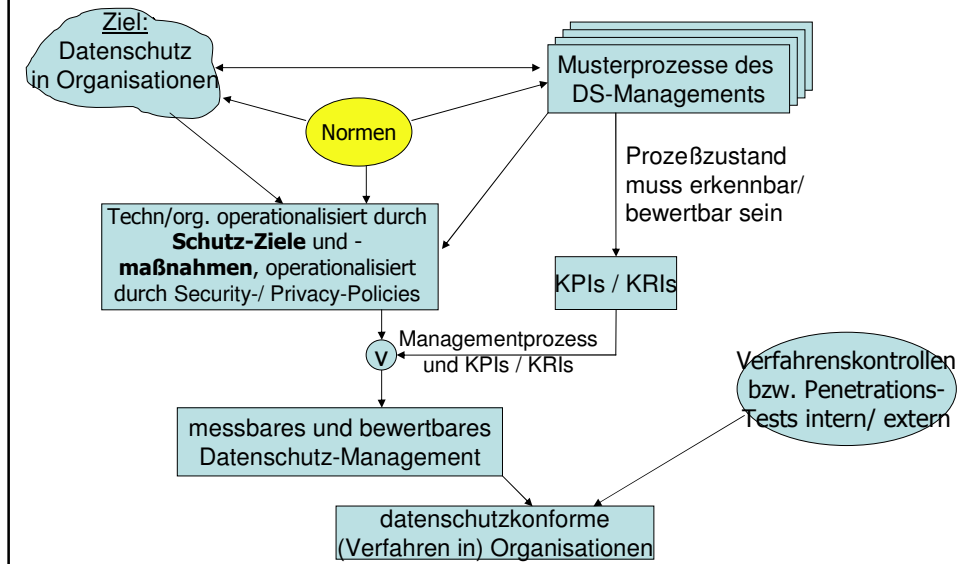 Ziel:
Datenschutz
in Organisationen
Musterprozesse des
DS-Managements
Normen
Prozeßzustand
muss erkennbar/
bewertbar sein
Techn/org. operationalisiert durch
Schutz-Ziele und -
maßnahmen, operationalisiert
durch Security-/ Privacy-Policies
KPIs / KRIs
v
Managementprozess
und KPIs / KRIs
Verfahrenskontrollen
bzw. Penetrations-
Tests intern/ extern
messbares und bewertbares
Datenschutz-Management
datenschutzkonforme
(Verfahren in) Organisationen